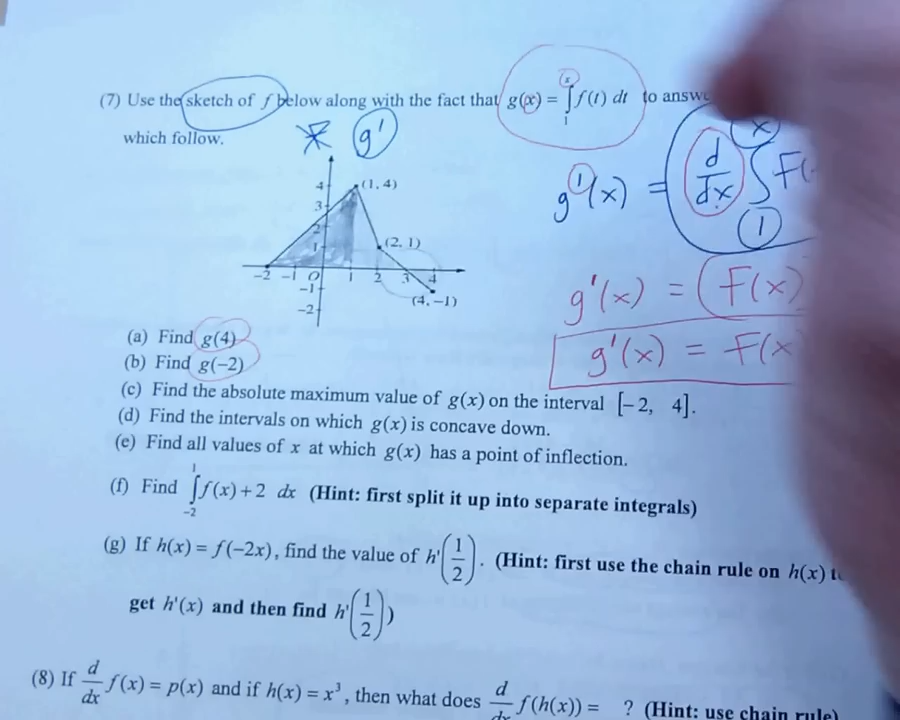 (7) Use the sketch of f below along with the fact that g(x) = ∫₁ˣ f(t) dt to
which follow.
* g'
g'(x) = d/dx ∫₁ˣ F(
4 (1, 4)
3
2
1 (2, 1)
-2 -1 O 1 2 3 4
-1 (4, -1)
-2
g'(x) = F(x)
g'(x) = F(x
(a) Find g(4)
(b) Find g(-2)
(c) Find the absolute maximum value of g(x) on the interval [-2, 4].
(d) Find the intervals on which g(x) is concave down.
(e) Find all values of x at which g(x) has a point of inflection.
(f) Find ∫₋₂¹ f(x) + 2 dx (Hint: first split it up into separate integrals)
(g) If h(x) = f(-2x), find the value of h'(1/2). (Hint: first use the chain rule on h(x)
get h'(x) and then find h'(1/2))
(8) If d/dx f(x) = p(x) and if h(x) = x³, then what does d/dx f(h(x)) = ? (Hint: use chain rule)